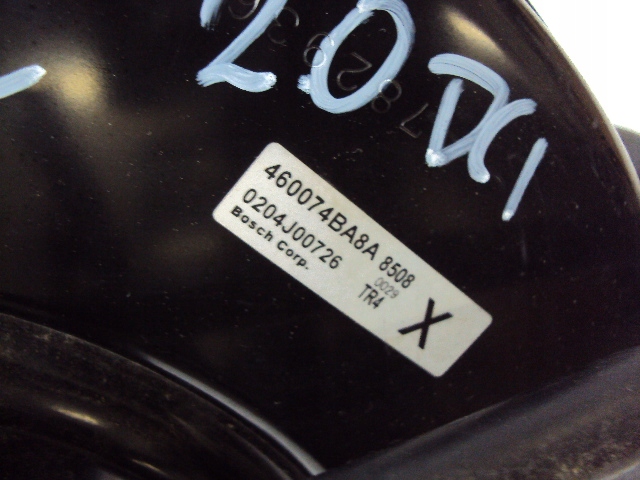 2.0 DCI
460074BA8A 8508
0204J00726 0029
Bosch Corp. TR4
X